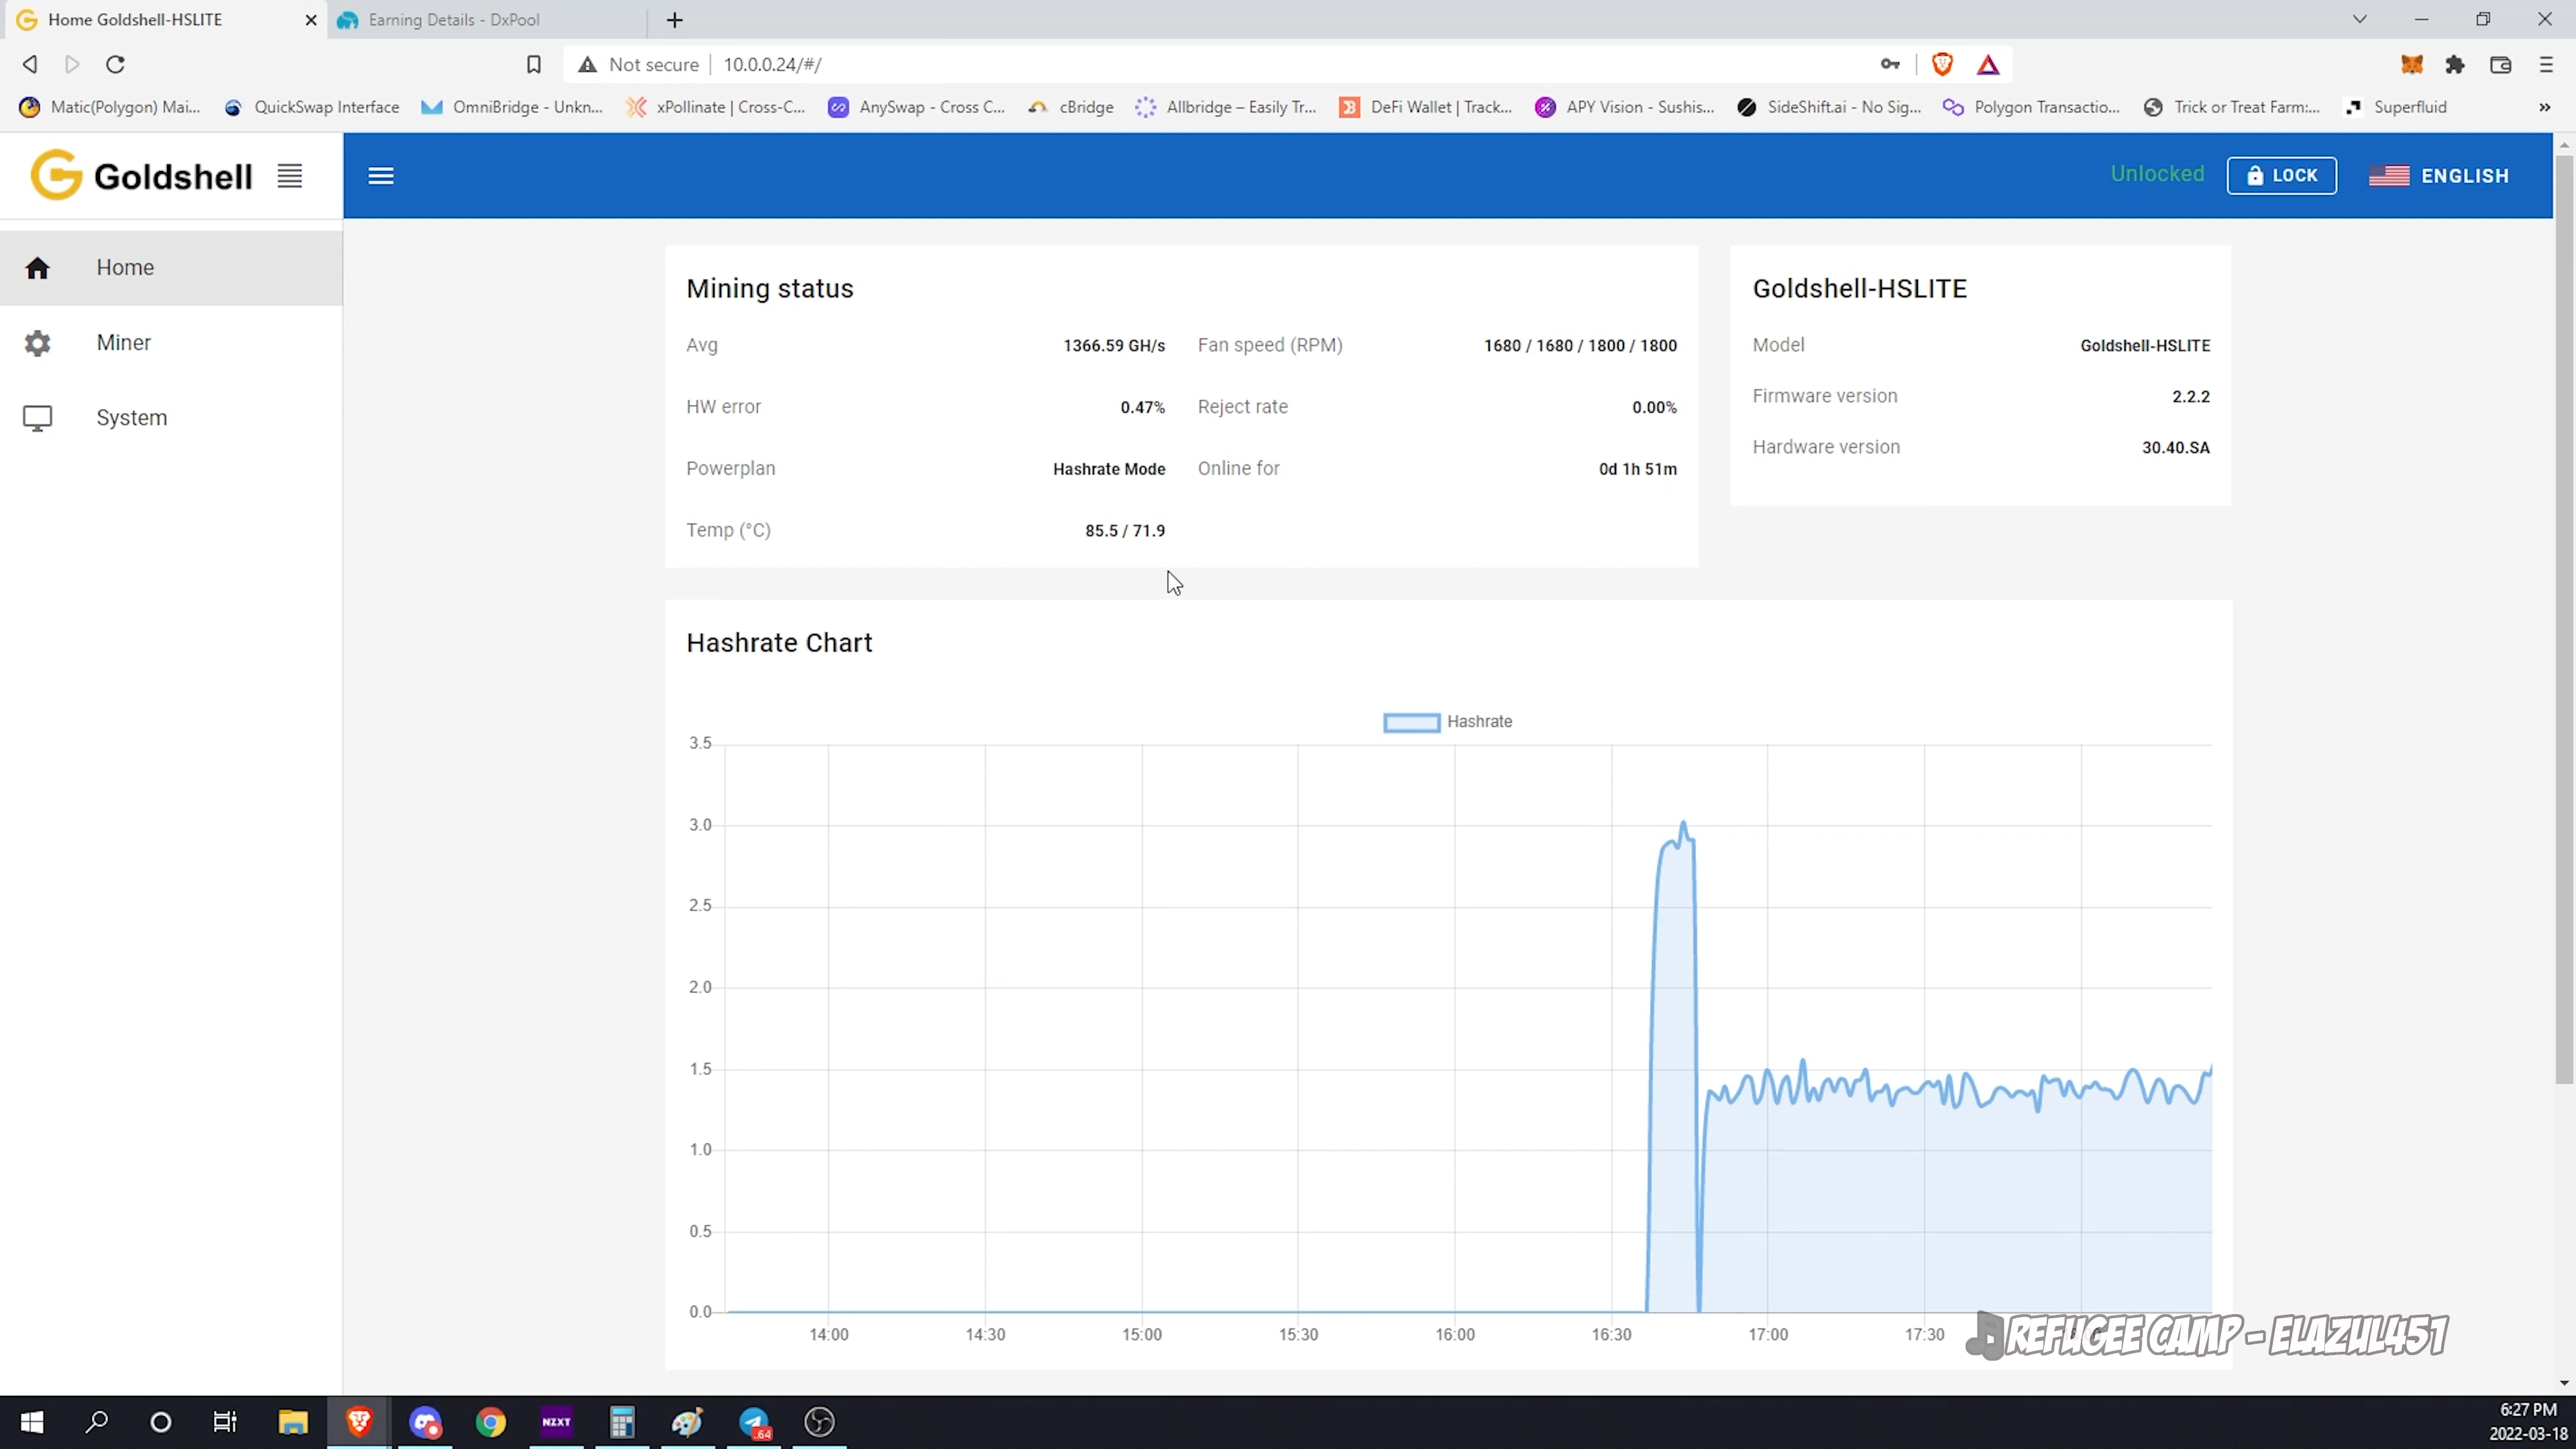 Home Goldshell-HSLITE
Earning Details - DxPool
Not secure
10.0.0.24/#/
Matic(Polygon) Mai...
QuickSwap Interface
OmniBridge - Unkn...
xPollinate | Cross-C...
AnySwap - Cross C...
cBridge
Allbridge – Easily Tr...
DeFi Wallet | Track...
APY Vision - Sushis...
SideShift.ai - No Sig...
Polygon Transactio...
Trick or Treat Farm:...
Superfluid
»
Goldshell
Unlocked
LOCK
ENGLISH
Home
Miner
System
Mining status
Avg 1366.59 GH/s
Fan speed (RPM) 1680 / 1680 / 1800 / 1800
HW error 0.47%
Reject rate 0.00%
Powerplan Hashrate Mode
Online for 0d 1h 51m
Temp (°C) 85.5 / 71.9
Goldshell-HSLITE
Model Goldshell-HSLITE
Firmware version 2.2.2
Hardware version 30.40.SA
Hashrate Chart
Hashrate
3.5
3.0
2.5
2.0
1.5
1.0
0.5
0.0
14:00 14:30 15:00 15:30 16:00 16:30 17:00 17:30
REFUGEE CAMP - ELAZUL451
NZXT
64
6:27 PM
2022-03-18